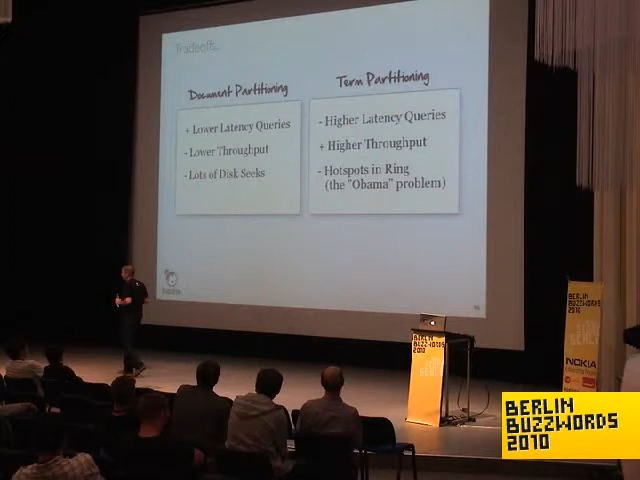 Tradeoffs...
Document Partitioning
+ Lower Latency Queries
- Lower Throughput
- Lots of Disk Seeks
Term Partitioning
- Higher Latency Queries
+ Higher Throughput
- Hotspots in Ring
(the "Obama" problem)
BERLIN
BUZZWORDS
2010
BERLIN
BUZZWORDS
2010
NOKIA
BERLIN
BUZZWORDS
2010